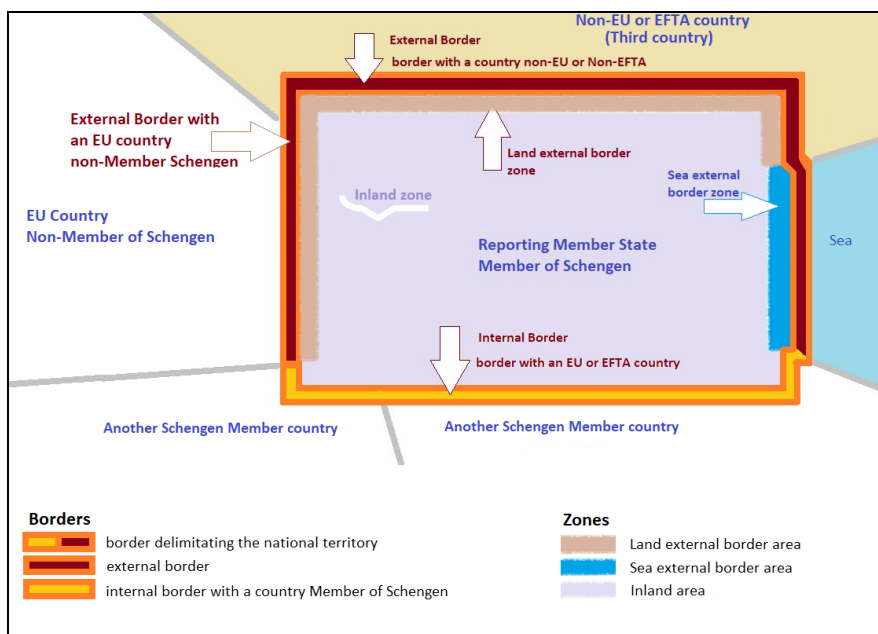 Non-EU or EFTA country
(Third country)
External Border
border with a country non-EU or Non-EFTA
External Border with
an EU country
non-Member Schengen
Land external border
zone
Sea external
border zone
Inland zone
EU Country
Non-Member of Schengen
Reporting Member State
Member of Schengen
Sea
Internal Border
border with an EU or EFTA country
Another Schengen Member country
Another Schengen Member country
Borders
border delimitating the national territory
external border
internal border with a country Member of Schengen
Zones
Land external border area
Sea external border area
Inland area